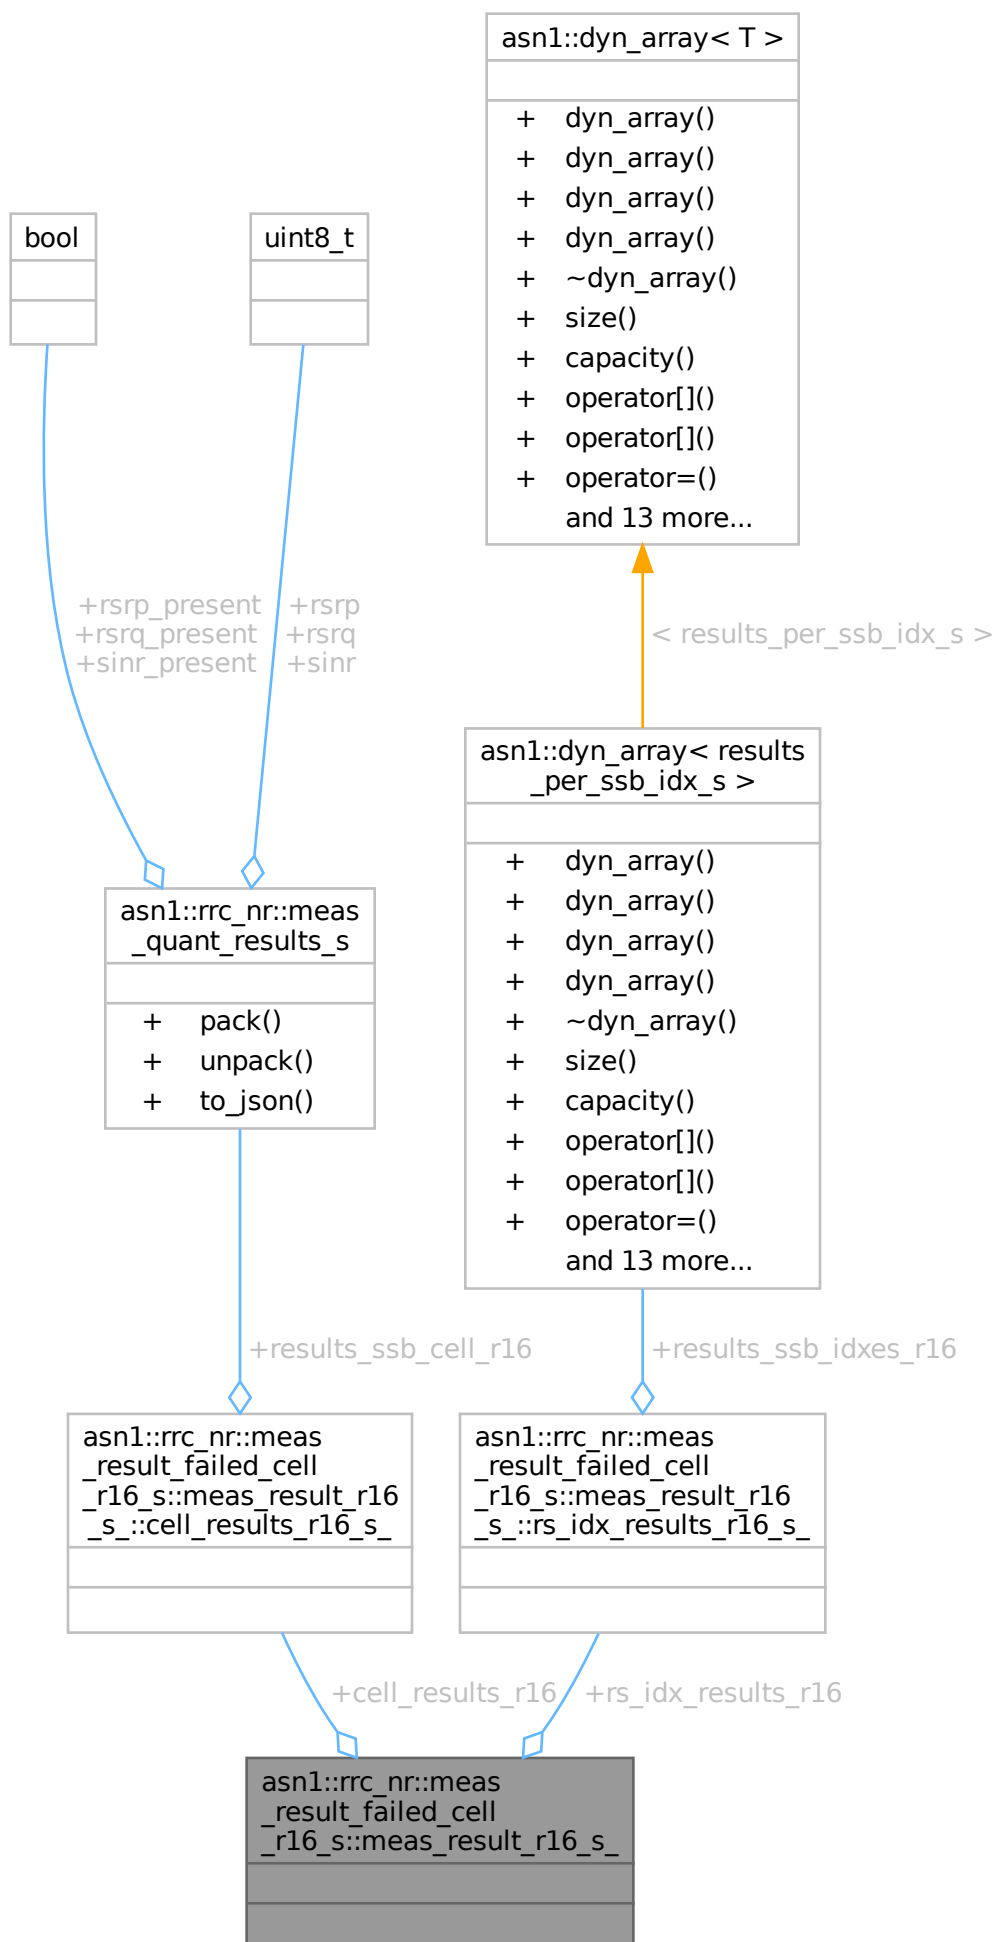 asn1::dyn_array< T >
+ dyn_array()
+ dyn_array()
+ dyn_array()
+ dyn_array()
+ ~dyn_array()
+ size()
+ capacity()
+ operator[]()
+ operator[]()
+ operator=()
and 13 more...
bool
uint8_t
+rsrp_present
+rsrq_present
+sinr_present
+rsrp
+rsrq
+sinr
< results_per_ssb_idx_s >
asn1::dyn_array< results
_per_ssb_idx_s >
+ dyn_array()
+ dyn_array()
+ dyn_array()
+ dyn_array()
+ ~dyn_array()
+ size()
+ capacity()
+ operator[]()
+ operator[]()
+ operator=()
and 13 more...
asn1::rrc_nr::meas
_quant_results_s
+ pack()
+ unpack()
+ to_json()
+results_ssb_cell_r16
+results_ssb_idxes_r16
asn1::rrc_nr::meas
_result_failed_cell
_r16_s::meas_result_r16
_s_::cell_results_r16_s_
asn1::rrc_nr::meas
_result_failed_cell
_r16_s::meas_result_r16
_s_::rs_idx_results_r16_s_
+cell_results_r16
+rs_idx_results_r16
asn1::rrc_nr::meas
_result_failed_cell
_r16_s::meas_result_r16_s_